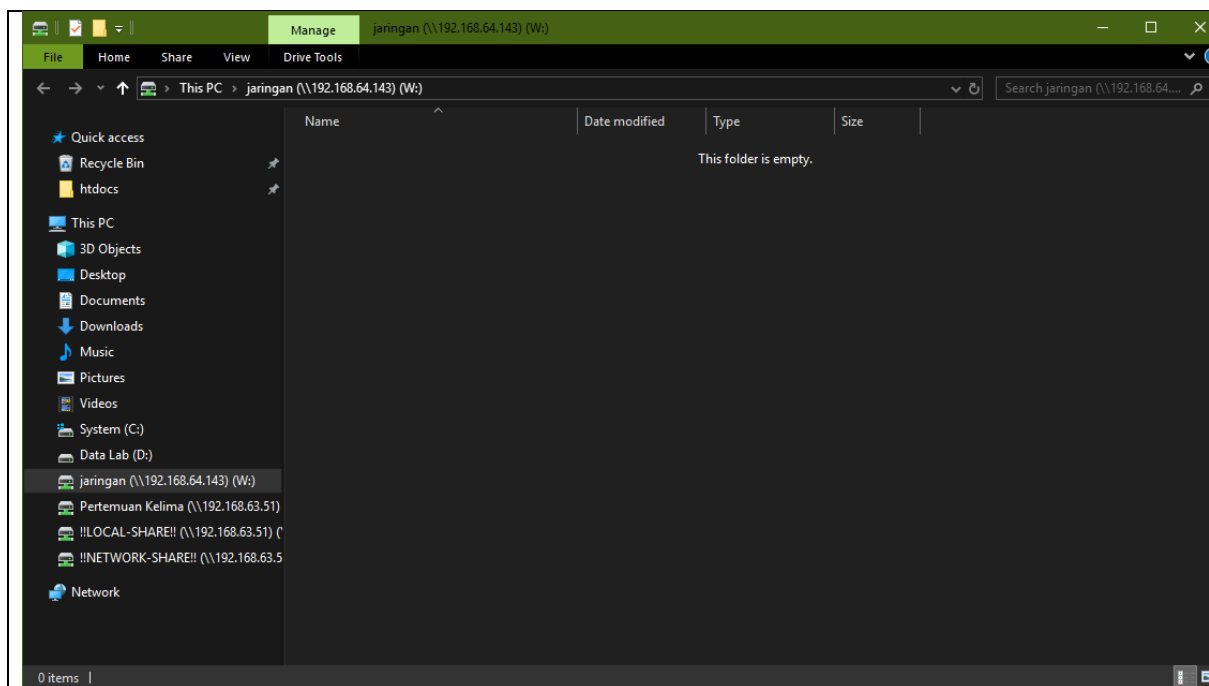 Manage jaringan (\\192.168.64.143) (W:)
File Home Share View Drive Tools
This PC › jaringan (\\192.168.64.143) (W:) Search jaringan (\\192.168.64....
Name Date modified Type Size
This folder is empty.
Quick access
Recycle Bin
htdocs
This PC
3D Objects
Desktop
Documents
Downloads
Music
Pictures
Videos
System (C:)
Data Lab (D:)
jaringan (\\192.168.64.143) (W:)
Pertemuan Kelima (\\192.168.63.51)
!!LOCAL-SHARE!! (\\192.168.63.51) (
!!NETWORK-SHARE!! (\\192.168.63.5
Network
0 items